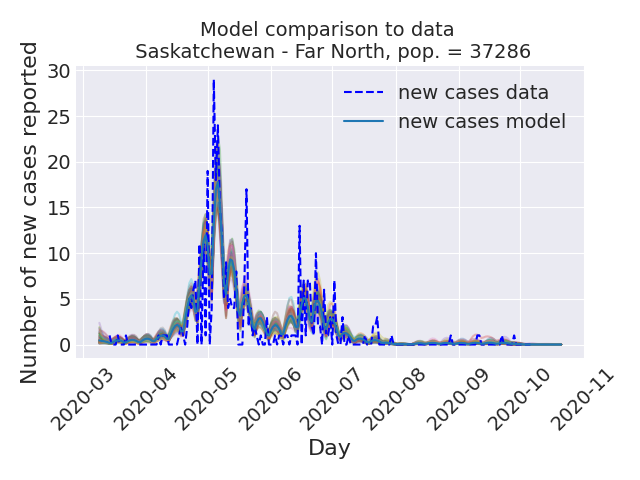 Model comparison to data
Saskatchewan - Far North, pop. = 37286
Number of new cases reported
30
25
20
15
10
5
0
new cases data
new cases model
2020-03
2020-04
2020-05
2020-06
2020-07
2020-08
2020-09
2020-10
2020-11
Day